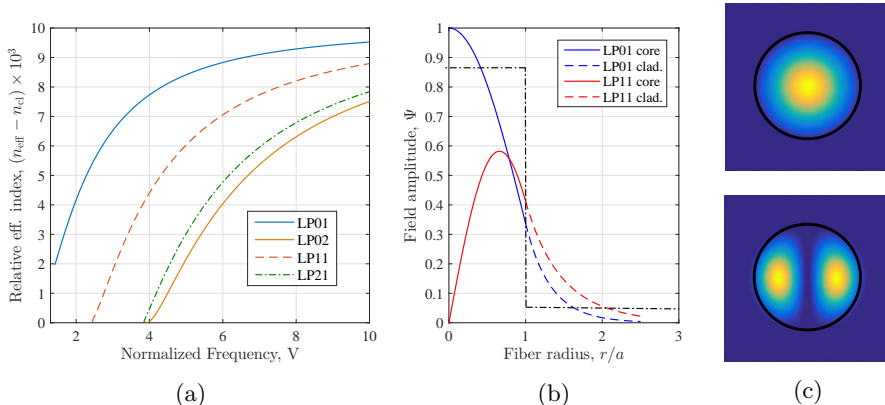 Relative eff. index, (n_eff − n_cl) × 10^3
10
9
8
7
6
5
4
3
2
1
0
2
4
6
8
10
Normalized Frequency, V
LP01
LP02
LP11
LP21
(a)
Field amplitude, Ψ
1
0.9
0.8
0.7
0.6
0.5
0.4
0.3
0.2
0.1
0
0
1
2
3
Fiber radius, r/a
LP01 core
LP01 clad.
LP11 core
LP11 clad.
(b)
(c)